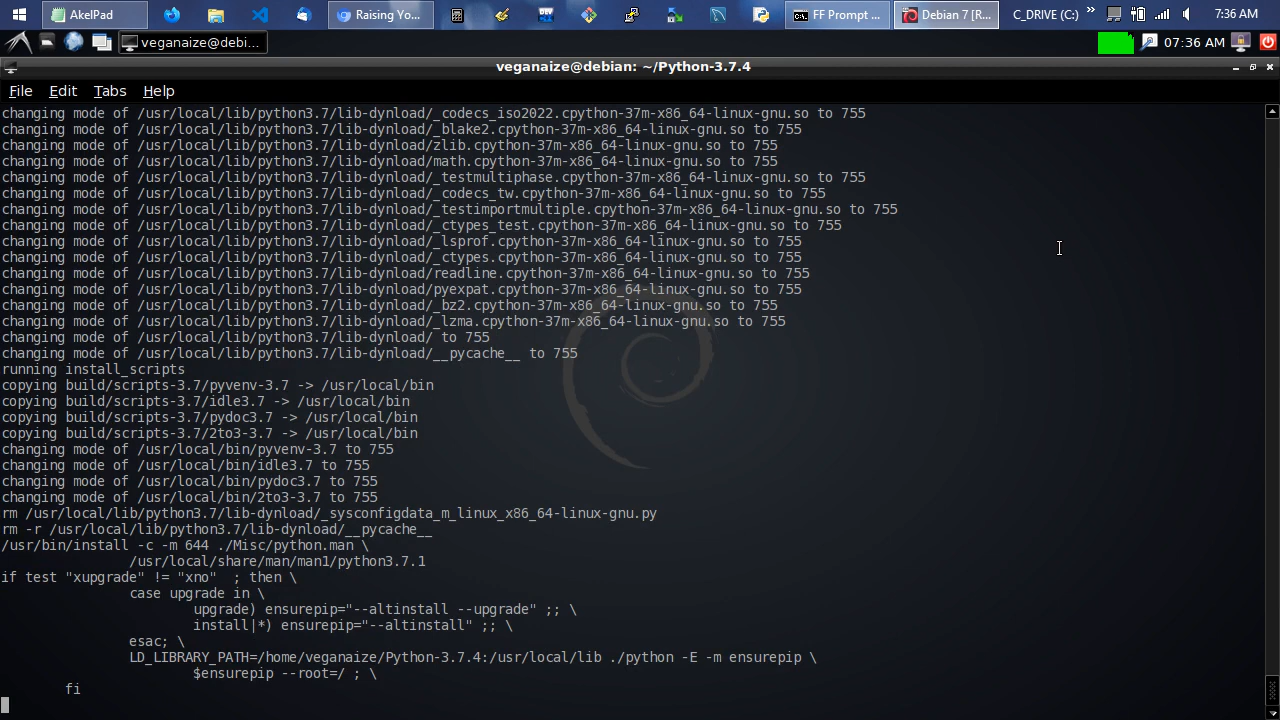 AkelPad
Raising Yo...
FF Prompt ...
Debian 7 [R...
C_DRIVE (C:)
7:36 AM
veganaize@debi...
07:36 AM
veganaize@debian: ~/Python-3.7.4
File Edit Tabs Help
changing mode of /usr/local/lib/python3.7/lib-dynload/_codecs_iso2022.cpython-37m-x86_64-linux-gnu.so to 755
changing mode of /usr/local/lib/python3.7/lib-dynload/_blake2.cpython-37m-x86_64-linux-gnu.so to 755
changing mode of /usr/local/lib/python3.7/lib-dynload/zlib.cpython-37m-x86_64-linux-gnu.so to 755
changing mode of /usr/local/lib/python3.7/lib-dynload/math.cpython-37m-x86_64-linux-gnu.so to 755
changing mode of /usr/local/lib/python3.7/lib-dynload/_testmultiphase.cpython-37m-x86_64-linux-gnu.so to 755
changing mode of /usr/local/lib/python3.7/lib-dynload/_codecs_tw.cpython-37m-x86_64-linux-gnu.so to 755
changing mode of /usr/local/lib/python3.7/lib-dynload/_testimportmultiple.cpython-37m-x86_64-linux-gnu.so to 755
changing mode of /usr/local/lib/python3.7/lib-dynload/_ctypes_test.cpython-37m-x86_64-linux-gnu.so to 755
changing mode of /usr/local/lib/python3.7/lib-dynload/_lsprof.cpython-37m-x86_64-linux-gnu.so to 755
changing mode of /usr/local/lib/python3.7/lib-dynload/_ctypes.cpython-37m-x86_64-linux-gnu.so to 755
changing mode of /usr/local/lib/python3.7/lib-dynload/readline.cpython-37m-x86_64-linux-gnu.so to 755
changing mode of /usr/local/lib/python3.7/lib-dynload/pyexpat.cpython-37m-x86_64-linux-gnu.so to 755
changing mode of /usr/local/lib/python3.7/lib-dynload/_bz2.cpython-37m-x86_64-linux-gnu.so to 755
changing mode of /usr/local/lib/python3.7/lib-dynload/_lzma.cpython-37m-x86_64-linux-gnu.so to 755
changing mode of /usr/local/lib/python3.7/lib-dynload/ to 755
changing mode of /usr/local/lib/python3.7/lib-dynload/__pycache__ to 755
running install_scripts
copying build/scripts-3.7/pyvenv-3.7 -> /usr/local/bin
copying build/scripts-3.7/idle3.7 -> /usr/local/bin
copying build/scripts-3.7/pydoc3.7 -> /usr/local/bin
copying build/scripts-3.7/2to3-3.7 -> /usr/local/bin
changing mode of /usr/local/bin/pyvenv-3.7 to 755
changing mode of /usr/local/bin/idle3.7 to 755
changing mode of /usr/local/bin/pydoc3.7 to 755
changing mode of /usr/local/bin/2to3-3.7 to 755
rm /usr/local/lib/python3.7/lib-dynload/_sysconfigdata_m_linux_x86_64-linux-gnu.py
rm -r /usr/local/lib/python3.7/lib-dynload/__pycache__
/usr/bin/install -c -m 644 ./Misc/python.man \
/usr/local/share/man/man1/python3.7.1
if test "xupgrade" != "xno"  ; then \
case upgrade in \
upgrade) ensurepip="--altinstall --upgrade" ;; \
install|*) ensurepip="--altinstall" ;; \
esac; \
LD_LIBRARY_PATH=/home/veganaize/Python-3.7.4:/usr/local/lib ./python -E -m ensurepip \
$ensurepip --root=/ ; \
fi